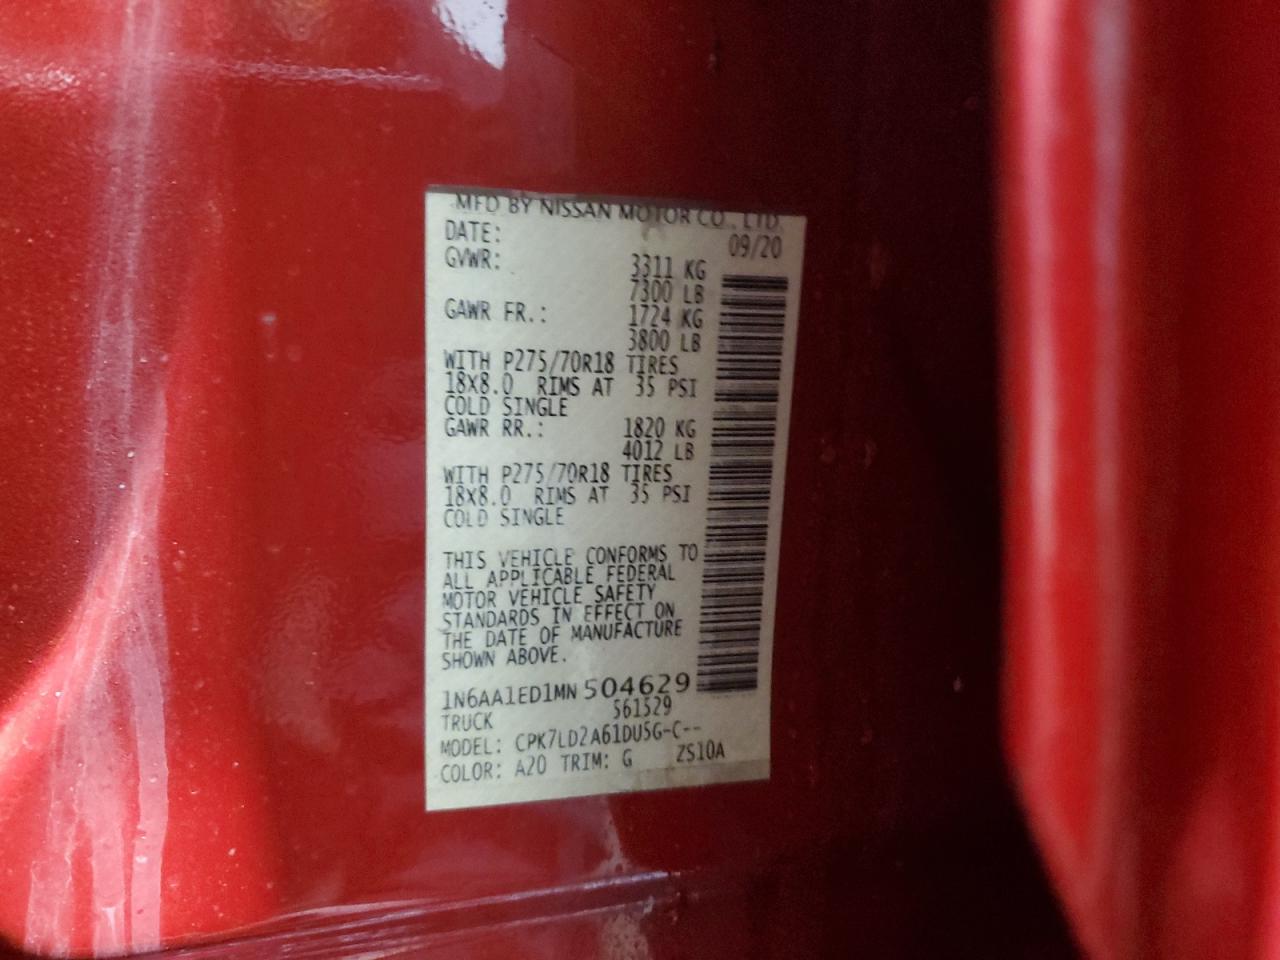 MFD BY NISSAN MOTOR CO., LTD.
DATE: 09/20
GVWR: 3311 KG
7300 LB
GAWR FR.: 1724 KG
3800 LB
WITH P275/70R18 TIRES
18X8.0 RIMS AT 35 PSI
COLD SINGLE
GAWR RR.: 1820 KG
4012 LB
WITH P275/70R18 TIRES
18X8.0 RIMS AT 35 PSI
COLD SINGLE
THIS VEHICLE CONFORMS TO
ALL APPLICABLE FEDERAL
MOTOR VEHICLE SAFETY
STANDARDS IN EFFECT ON
THE DATE OF MANUFACTURE
SHOWN ABOVE.
1N6AA1ED1MN504629
TRUCK 561529
MODEL: CPK7LD2A61DU5G-C--
COLOR: A20 TRIM: G ZS10A